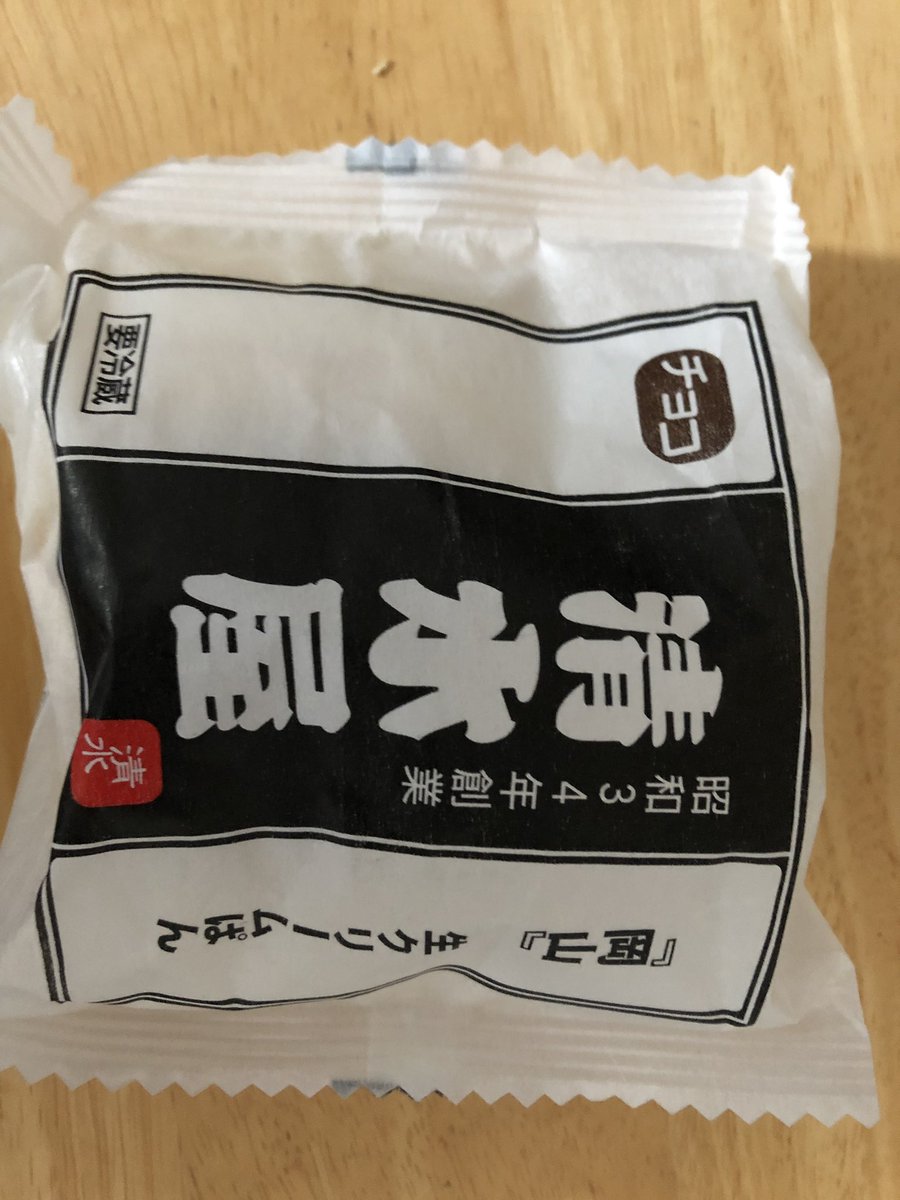 『岡山』 生クリームぱん
昭和34年創業
清水屋
清水
チョコ
要冷蔵